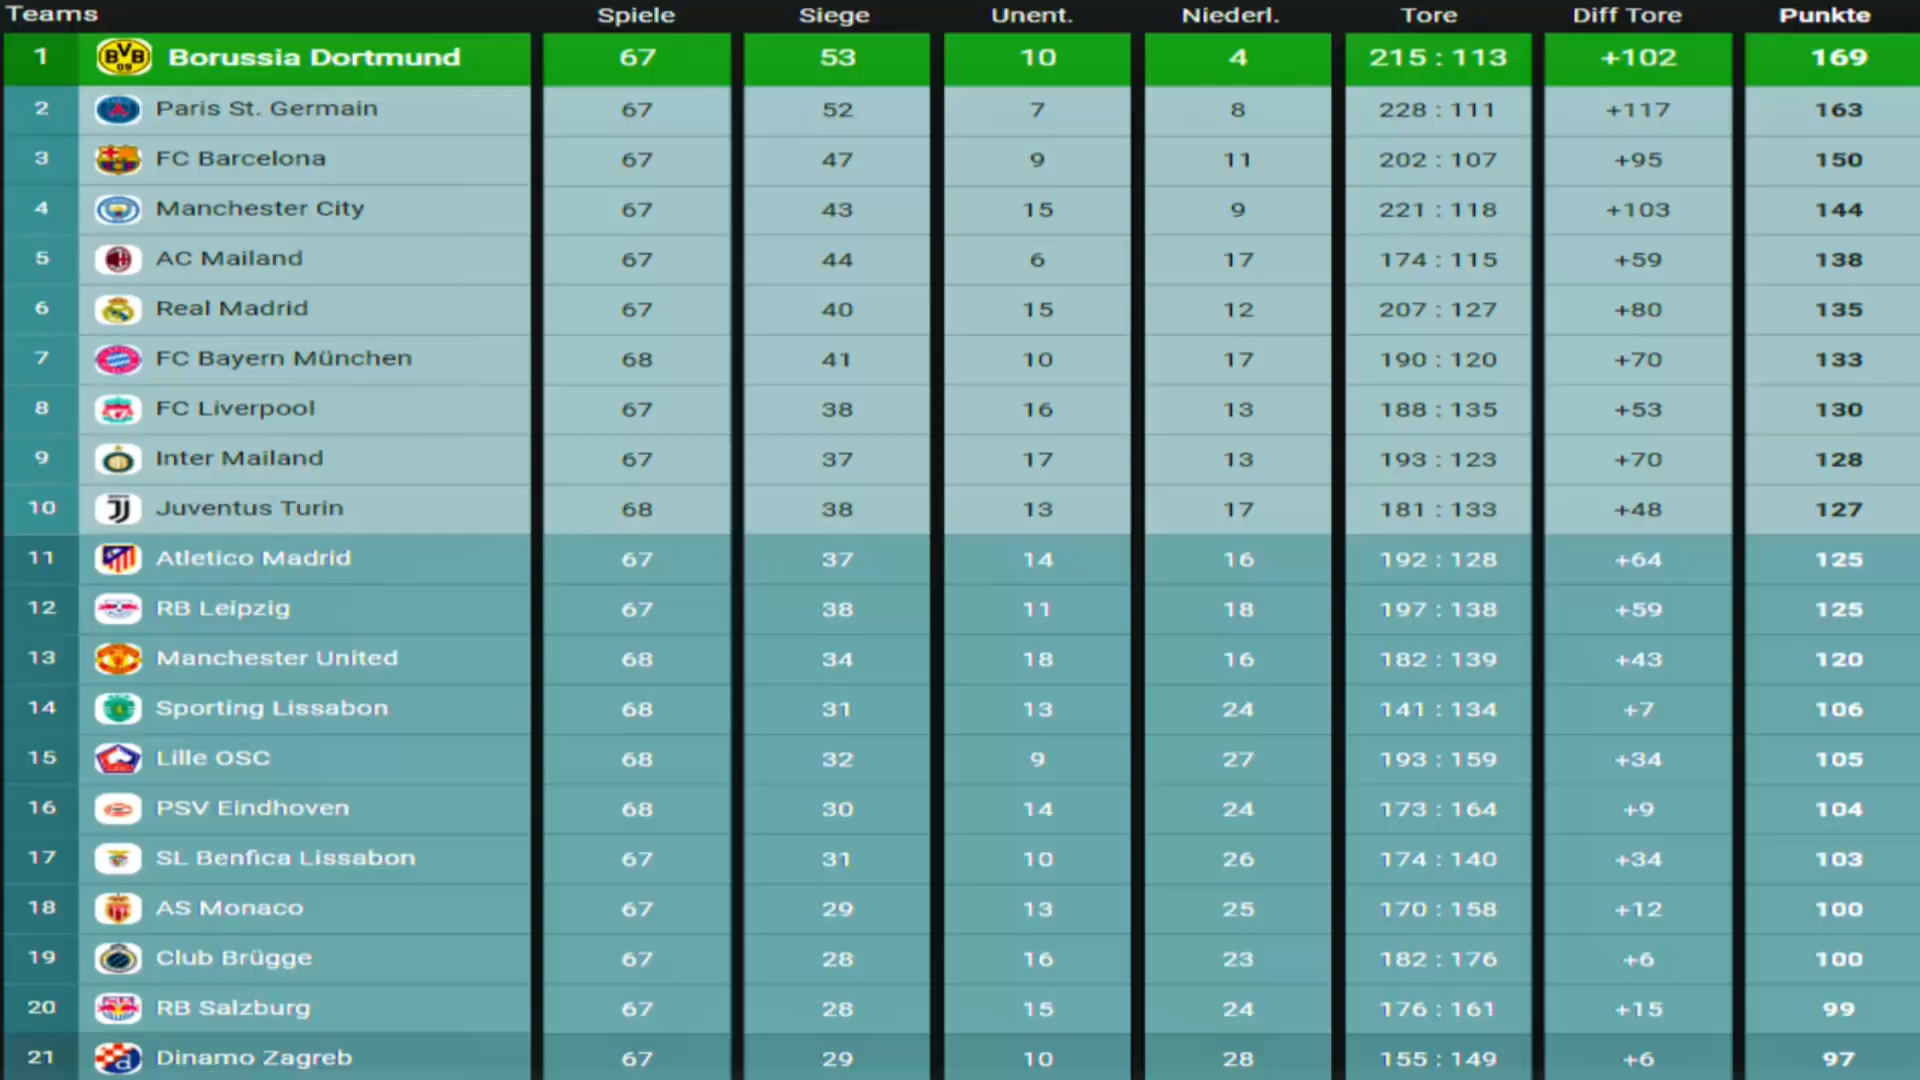 Teams Spiele Siege Unent. Niederl. Tore Diff Tore Punkte
1 Borussia Dortmund 67 53 10 4 215 : 113 +102 169
2 Paris St. Germain 67 52 7 8 228 : 111 +117 163
3 FC Barcelona 67 47 9 11 202 : 107 +95 150
4 Manchester City 67 43 15 9 221 : 118 +103 144
5 AC Mailand 67 44 6 17 174 : 115 +59 138
6 Real Madrid 67 40 15 12 207 : 127 +80 135
7 FC Bayern München 68 41 10 17 190 : 120 +70 133
8 FC Liverpool 67 38 16 13 188 : 135 +53 130
9 Inter Mailand 67 37 17 13 193 : 123 +70 128
10 Juventus Turin 68 38 13 17 181 : 133 +48 127
11 Atletico Madrid 67 37 14 16 192 : 128 +64 125
12 RB Leipzig 67 38 11 18 197 : 138 +59 125
13 Manchester United 68 34 18 16 182 : 139 +43 120
14 Sporting Lissabon 68 31 13 24 141 : 134 +7 106
15 Lille OSC 68 32 9 27 193 : 159 +34 105
16 PSV Eindhoven 68 30 14 24 173 : 164 +9 104
17 SL Benfica Lissabon 67 31 10 26 174 : 140 +34 103
18 AS Monaco 67 29 13 25 170 : 158 +12 100
19 Club Brügge 67 28 16 23 182 : 176 +6 100
20 RB Salzburg 67 28 15 24 176 : 161 +15 99
21 Dinamo Zagreb 67 29 10 28 155 : 149 +6 97